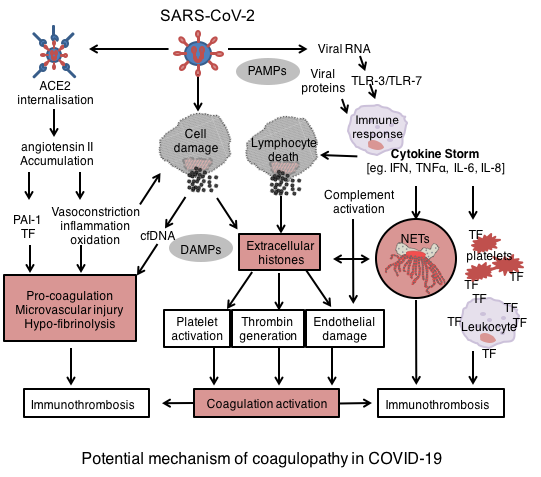 SARS-CoV-2
ACE2
internalisation
PAMPs
Viral RNA
Viral
proteins
TLR-3/TLR-7
Immune
response
angiotensin II
Accumulation
Cell
damage
Lymphocyte
death
Cytokine Storm
[eg. IFN, TNFα, IL-6, IL-8]
PAI-1
TF
Vasoconstriction
inflammation
oxidation
cfDNA
DAMPs
Extracellular
histones
Complement
activation
NETs
TF
platelets
TF
TF
Pro-coagulation
Microvascular injury
Hypo-fibrinolysis
Platelet
activation
Thrombin
generation
Endothelial
damage
TF
TF
TF
TF
Leukocyte
TF
Immunothrombosis
Coagulation activation
Immunothrombosis
Potential mechanism of coagulopathy in COVID-19